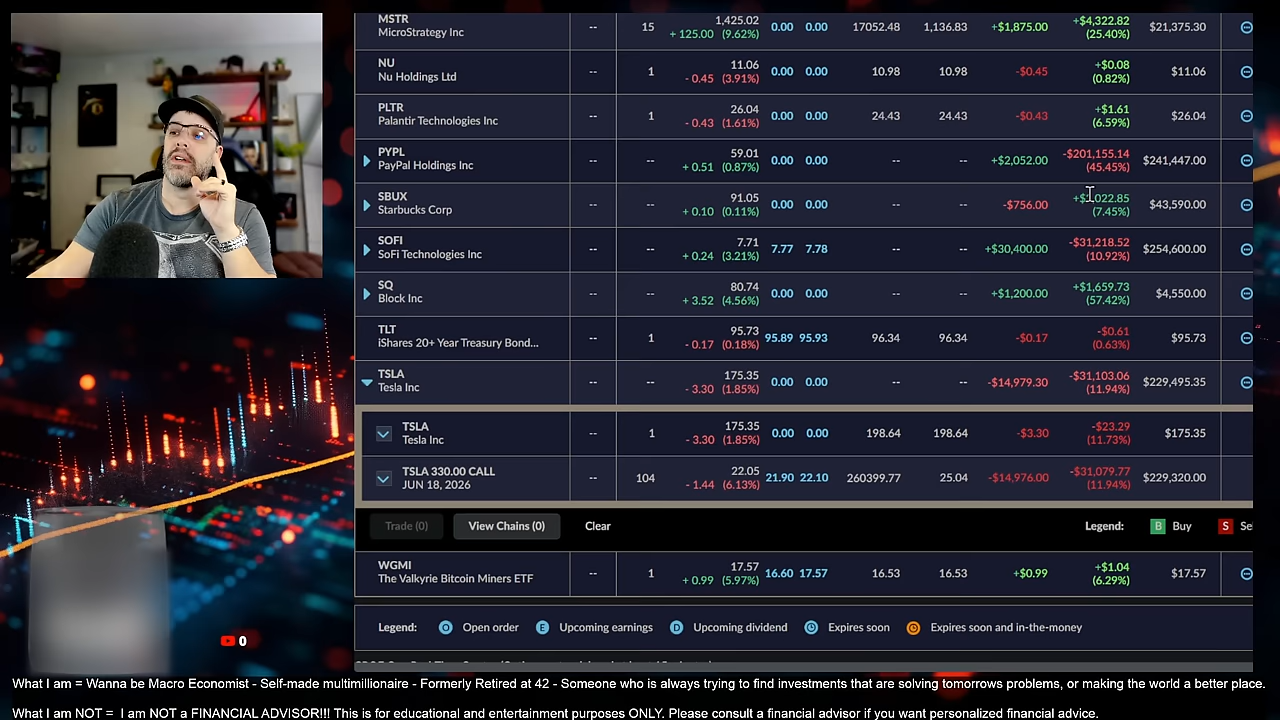 MSTR -- 15 1,425.02 0.00 0.00 17052.48 1,136.83 +$1,875.00 +$4,322.82 $21,375.30
MicroStrategy Inc + 125.00 (9.62%) (25.40%)
NU -- 1 11.06 0.00 0.00 10.98 10.98 -$0.45 +$0.08 $11.06
Nu Holdings Ltd - 0.45 (3.91%) (0.82%)
PLTR -- 1 26.04 0.00 0.00 24.43 24.43 -$0.43 +$1.61 $26.04
Palantir Technologies Inc - 0.43 (1.61%) (6.59%)
PYPL -- -- 59.01 0.00 0.00 -- -- +$2,052.00 -$201,155.14 $241,447.00
PayPal Holdings Inc + 0.51 (0.87%) (45.45%)
SBUX -- -- 91.05 0.00 0.00 -- -- -$756.00 $43,590.00
Starbucks Corp + 0.10 (0.11%) (7.45%)
SOFI -- -- 7.71 7.77 7.78 -- -- +$30,400.00 -$31,218.52 $254,600.00
SoFi Technologies Inc + 0.24 (3.21%) (10.92%)
SQ -- -- 80.74 0.00 0.00 -- -- +$1,200.00 +$1,659.73 $4,550.00
Block Inc + 3.52 (4.56%) (57.42%)
TLT -- 1 95.73 95.89 95.93 96.34 96.34 -$0.17 -$0.61 $95.73
iShares 20+ Year Treasury Bond... - 0.17 (0.18%) (0.63%)
TSLA -- -- 175.35 0.00 0.00 -- -- -$14,979.30 -$31,103.06 $229,495.35
Tesla Inc - 3.30 (1.85%) (11.94%)
TSLA -- 1 175.35 0.00 0.00 198.64 198.64 -$3.30 -$23.29 $175.35
Tesla Inc - 3.30 (1.85%) (11.73%)
TSLA 330.00 CALL -- 104 22.05 21.90 22.10 260399.77 25.04 -$14,976.00 -$31,079.77 $229,320.00
JUN 18, 2026 - 1.44 (6.13%) (11.94%)
Trade (0) View Chains (0) Clear Legend: B Buy S Se
WGMI -- 1 17.57 16.60 17.57 16.53 16.53 +$0.99 +$1.04 $17.57
The Valkyrie Bitcoin Miners ETF + 0.99 (5.97%) (6.29%)
Legend: O Open order E Upcoming earnings D Upcoming dividend Expires soon Expires soon and in-the-money
0
What I am = Wanna be Macro Economist - Self-made multimillionaire - Formerly Retired at 42 - Someone who is always trying to find investments that are solving tomorrows problems, or making the world a better place.
What I am NOT = I am NOT a FINANCIAL ADVISOR!!! This is for educational and entertainment purposes ONLY. Please consult a financial advisor if you want personalized financial advice.